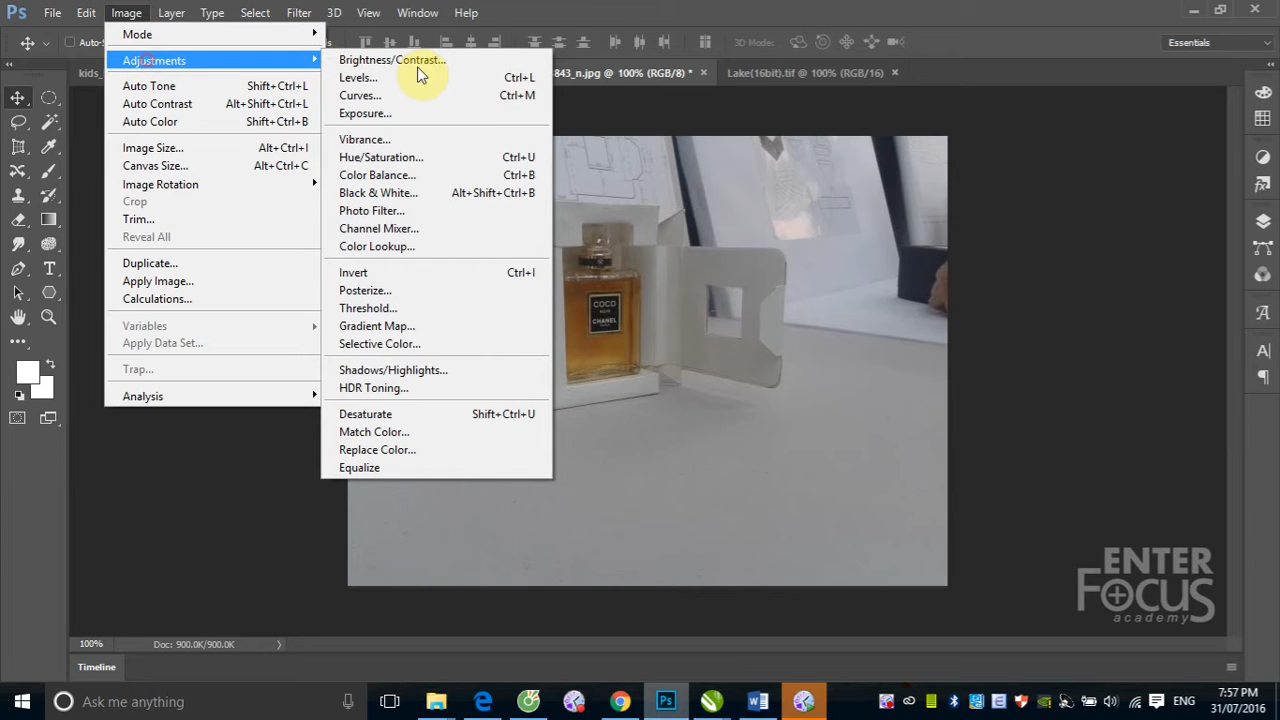 Ps File Edit Image Layer Type Select Filter 3D View Window Help
Auto-S
3D Mode:
Essentials
kids_
843_n.jpg @ 100% (RGB/8) * ×
Lake(16bit).tif @ 100% (RGB/8) ×
Mode
Adjustments
Auto Tone Shift+Ctrl+L
Auto Contrast Alt+Shift+Ctrl+L
Auto Color Shift+Ctrl+B
Image Size... Alt+Ctrl+I
Canvas Size... Alt+Ctrl+C
Image Rotation
Crop
Trim...
Reveal All
Duplicate...
Apply Image...
Calculations...
Variables
Apply Data Set...
Trap...
Analysis
Brightness/Contrast...
Levels... Ctrl+L
Curves... Ctrl+M
Exposure...
Vibrance...
Hue/Saturation... Ctrl+U
Color Balance... Ctrl+B
Black & White... Alt+Shift+Ctrl+B
Photo Filter...
Channel Mixer...
Color Lookup...
Invert Ctrl+I
Posterize...
Threshold...
Gradient Map...
Selective Color...
Shadows/Highlights...
HDR Toning...
Desaturate Shift+Ctrl+U
Match Color...
Replace Color...
Equalize
COCO
NOIR
CHANEL
ENTER
FOCUS
academy
100% Doc: 900.0K/900.0K
Timeline
Ask me anything
ENG
7:57 PM
31/07/2016